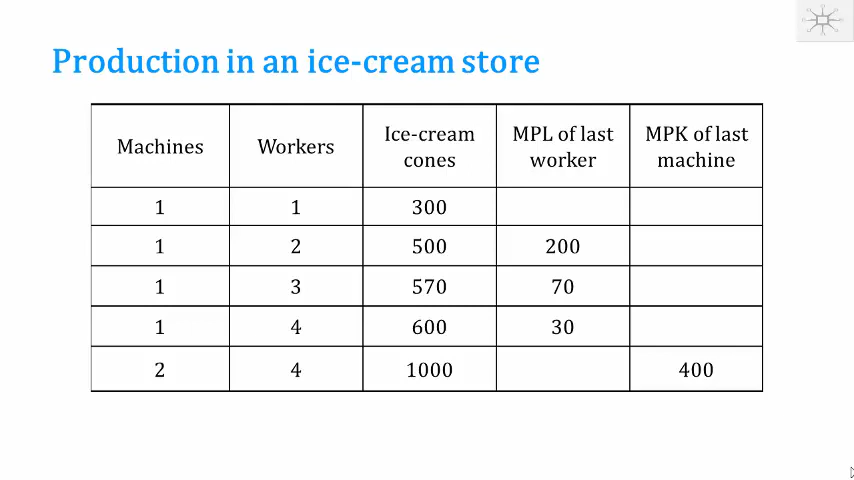 Production in an ice-cream store
Machines Workers Ice-cream cones MPL of last worker MPK of last machine
1 1 300
1 2 500 200
1 3 570 70
1 4 600 30
2 4 1000 400